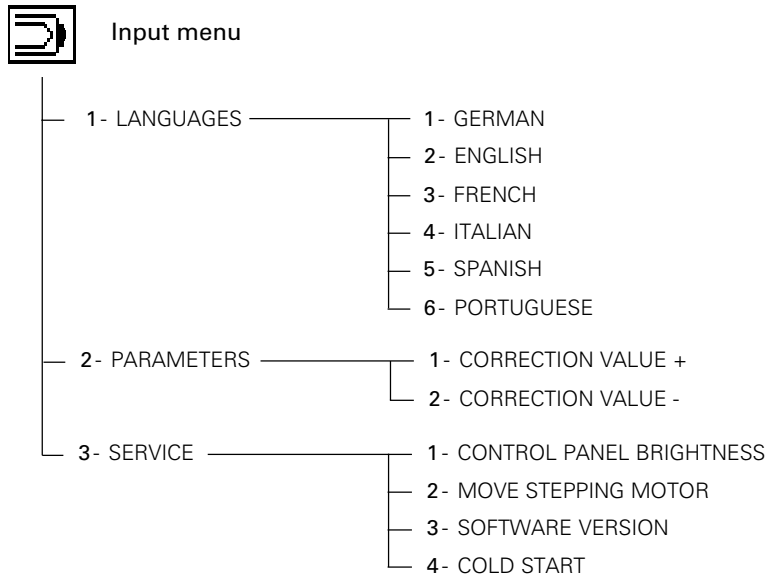 Input menu
1- LANGUAGES
1- GERMAN
2- ENGLISH
3- FRENCH
4- ITALIAN
5- SPANISH
6- PORTUGUESE
2- PARAMETERS
1- CORRECTION VALUE +
2- CORRECTION VALUE -
3- SERVICE
1- CONTROL PANEL BRIGHTNESS
2- MOVE STEPPING MOTOR
3- SOFTWARE VERSION
4- COLD START